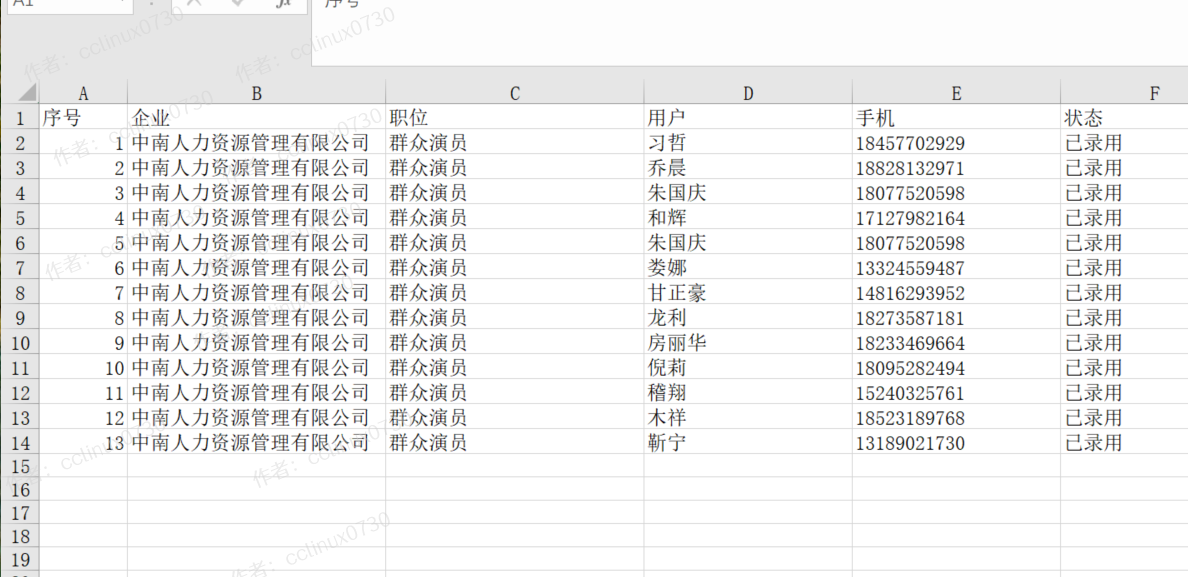 A1 fx 序号
A B C D E F
1 序号 企业 职位 用户 手机 状态
2 1 中南人力资源管理有限公司 群众演员 习哲 18457702929 已录用
3 2 中南人力资源管理有限公司 群众演员 乔晨 18828132971 已录用
4 3 中南人力资源管理有限公司 群众演员 朱国庆 18077520598 已录用
5 4 中南人力资源管理有限公司 群众演员 和辉 17127982164 已录用
6 5 中南人力资源管理有限公司 群众演员 朱国庆 18077520598 已录用
7 6 中南人力资源管理有限公司 群众演员 娄娜 13324559487 已录用
8 7 中南人力资源管理有限公司 群众演员 甘正豪 14816293952 已录用
9 8 中南人力资源管理有限公司 群众演员 龙利 18273587181 已录用
10 9 中南人力资源管理有限公司 群众演员 房丽华 18233469664 已录用
11 10 中南人力资源管理有限公司 群众演员 倪莉 18095282494 已录用
12 11 中南人力资源管理有限公司 群众演员 稽翔 15240325761 已录用
13 12 中南人力资源管理有限公司 群众演员 木祥 18523189768 已录用
14 13 中南人力资源管理有限公司 群众演员 靳宁 13189021730 已录用
15
16
17
18
19
作者：cclinux0730